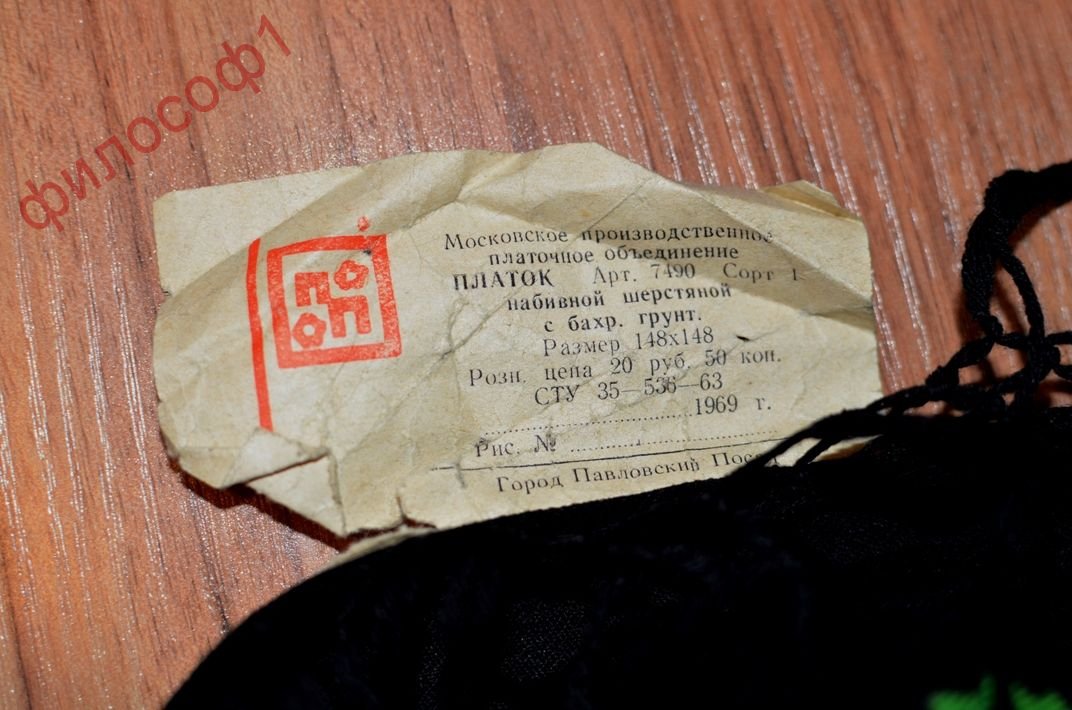 философ1
Московское производственное
платочное объединение
ПЛАТОК Арт. 7490 Сорт 1
набивной шерстяной
с бахр. грунт.
Размер 148х148
Розн. цена 20 руб. 50 коп.
СТУ 35—536—63
1969 г.
Рис. №
Город Павловский Посад